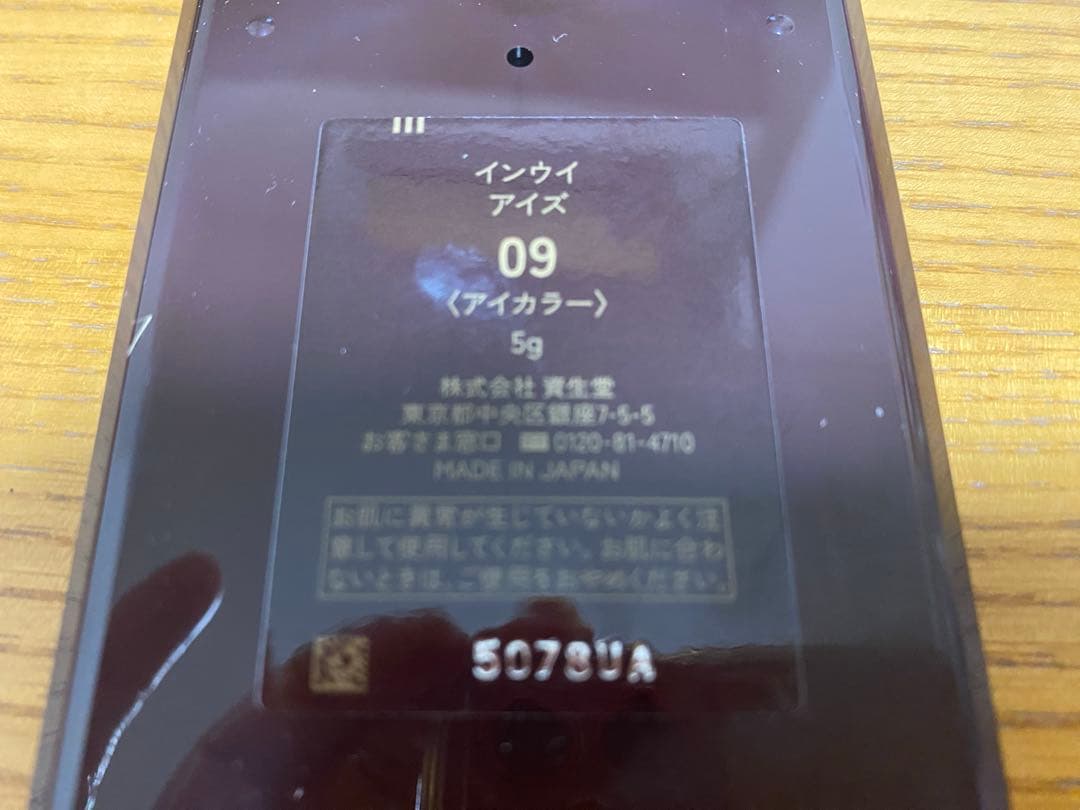 インウイ
アイズ
09
〈アイカラー〉
5g
株式会社 資生堂
東京都中央区銀座7-5-5
お客さま窓口 0120-81-4710
MADE IN JAPAN
お肌に異常が生じていないかよく注
意して使用してください。お肌に合わ
ないときは、ご使用をおやめください。
5078UA